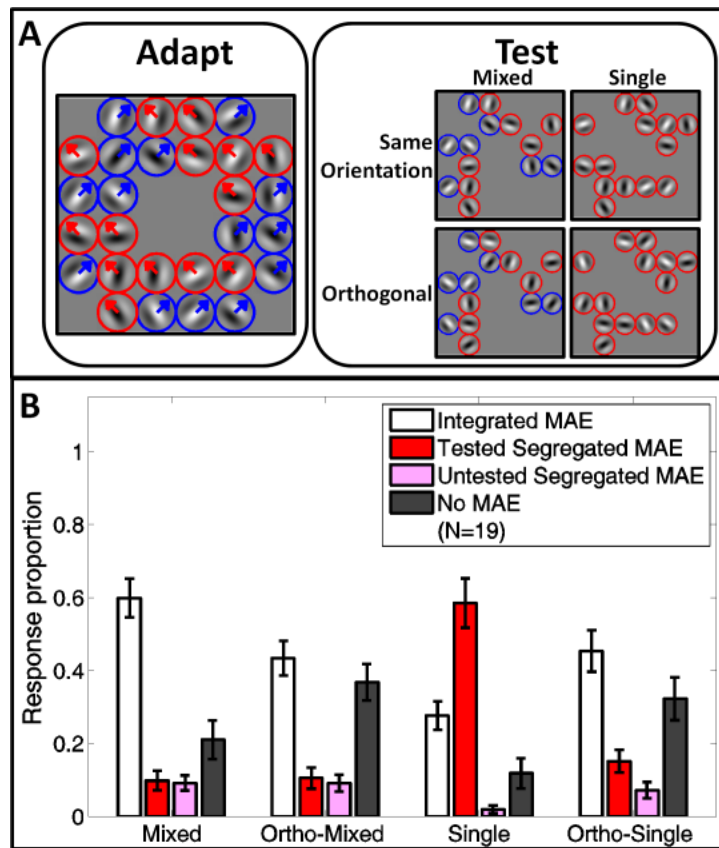 A
Adapt
Test
Mixed
Single
Same
Orientation
Orthogonal
B
Integrated MAE
Tested Segregated MAE
Untested Segregated MAE
No MAE
(N=19)
Response proportion
1
0.8
0.6
0.4
0.2
0
Mixed
Ortho-Mixed
Single
Ortho-Single